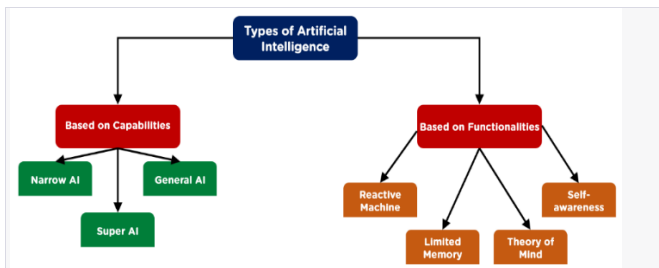 Types of Artificial
Intelligence
Based on Capabilities
Based on Functionalities
Narrow AI
General AI
Super AI
Reactive
Machine
Self-
awareness
Limited
Memory
Theory of
Mind